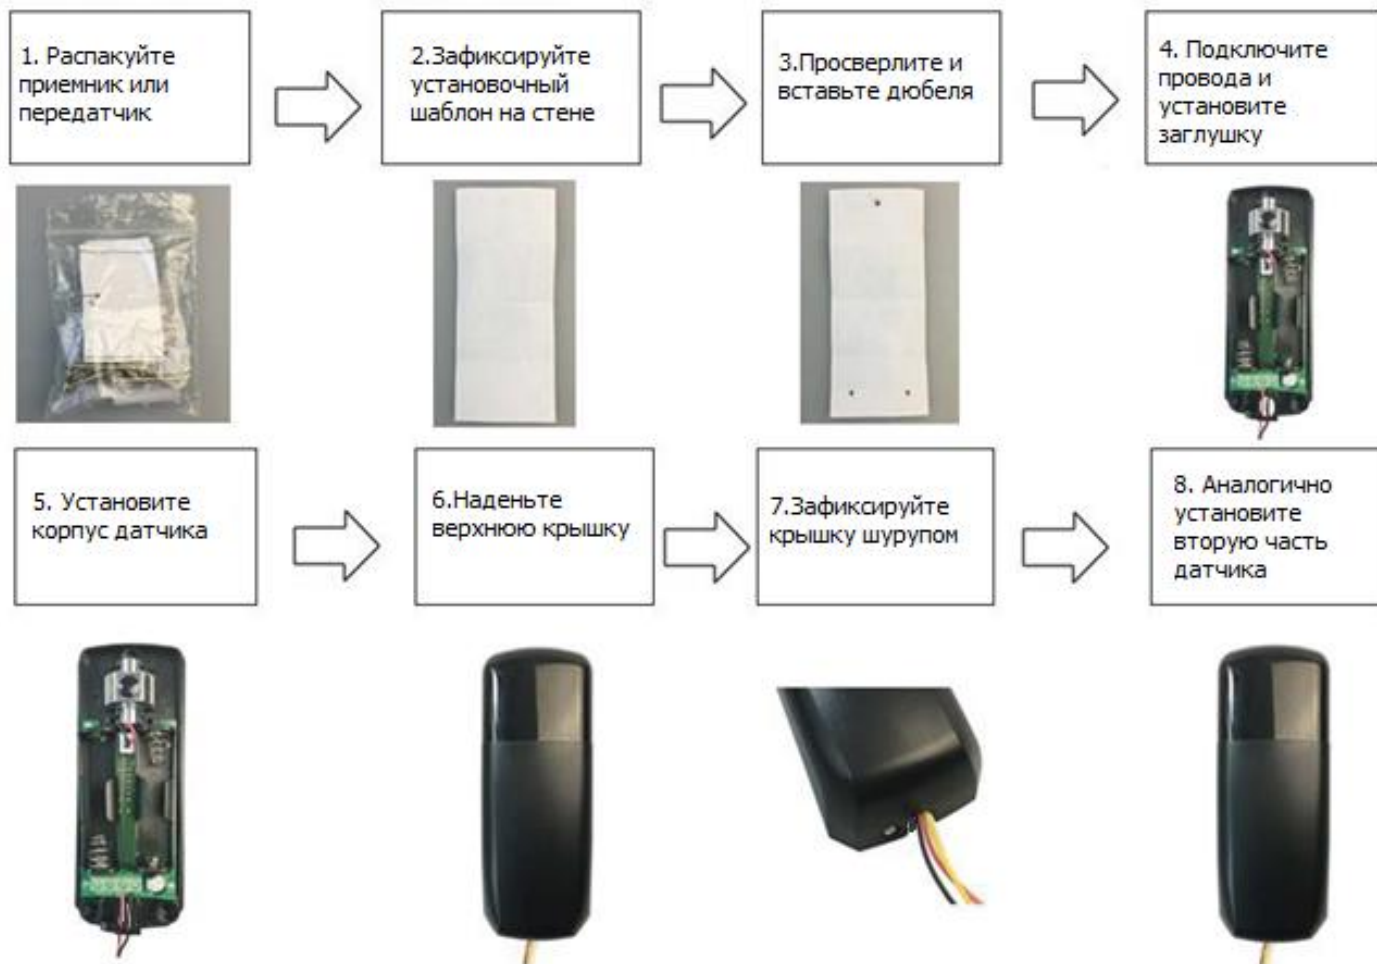 1. Распакуйте
приемник или
передатчик
2.Зафиксируйте
установочный
шаблон на стене
3.Просверлите и
вставьте дюбеля
4. Подключите
провода и
установите
заглушку
5. Установите
корпус датчика
6.Наденьте
верхнюю крышку
7.Зафиксируйте
крышку шурупом
8. Аналогично
установите
вторую часть
датчика